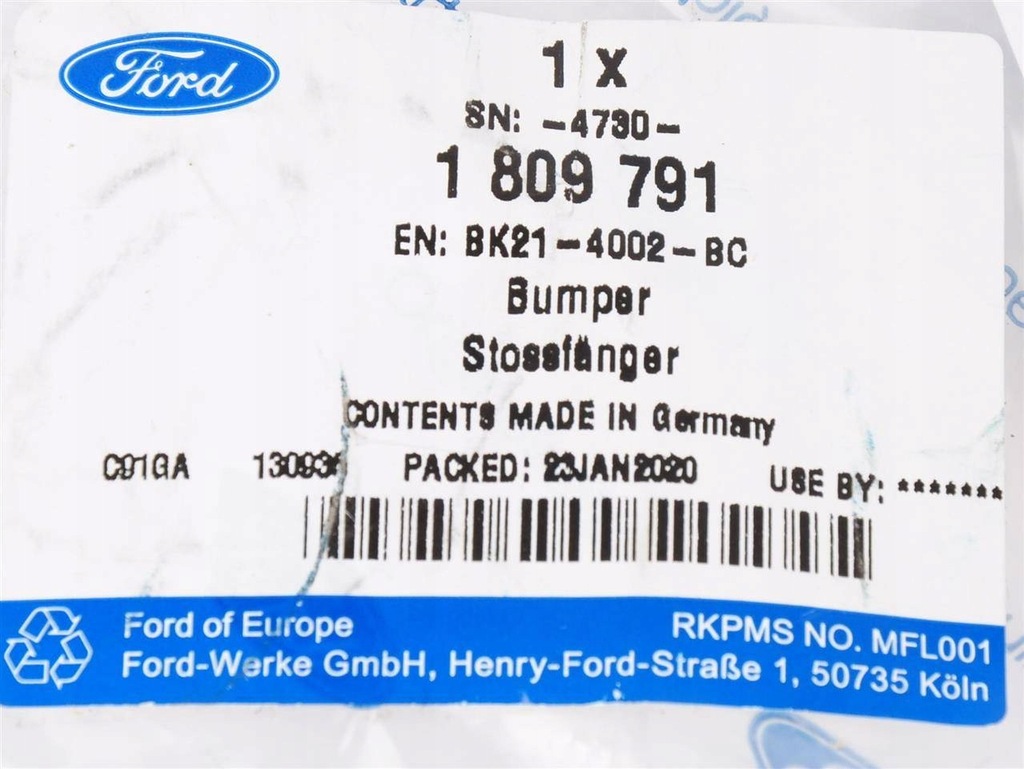 Ford
1 x
SN: -4730-
1 809 791
EN: BK21-4002-BC
Bumper
Stossfänger
CONTENTS MADE IN Germany
C91GA PACKED: 23JAN2020 USE BY: *******
Ford of Europe
RKPMS NO. MFL001
Ford-Werke GmbH, Henry-Ford-Straße 1, 50735 Köln